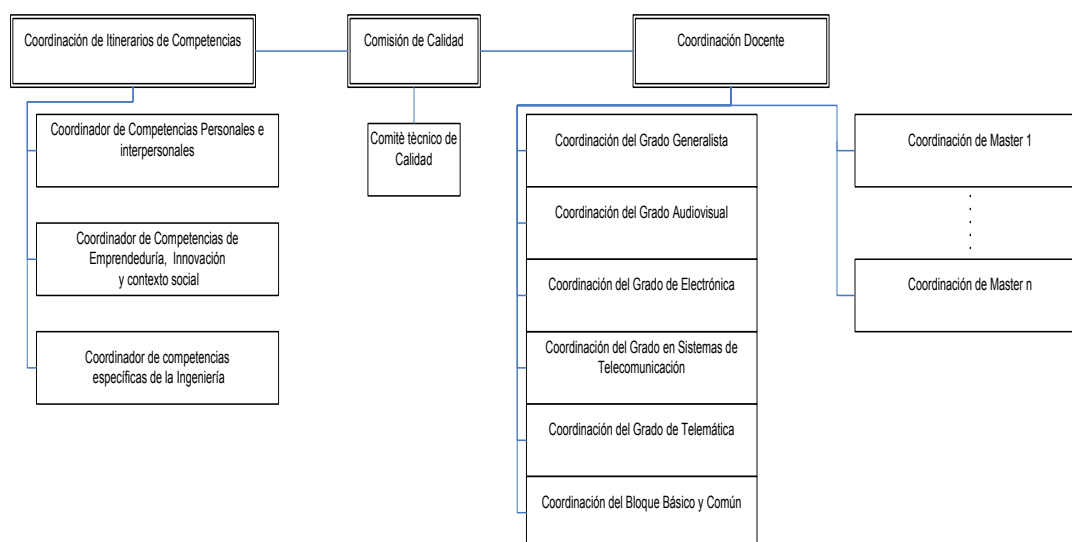 Coordinación de Itinerarios de Competencias
Comisión de Calidad
Coordinación Docente
Coordinador de Competencias Personales e
interpersonales
Coordinador de Competencias de
Emprendeduría, Innovación
y contexto social
Coordinador de competencias
específicas de la Ingeniería
Comitè tècnico de
Calidad
Coordinación del Grado Generalista
Coordinación del Grado Audiovisual
Coordinación del Grado de Electrónica
Coordinación del Grado en Sistemas de
Telecomunicación
Coordinación del Grado de Telemática
Coordinación del Bloque Básico y Común
Coordinación de Master 1
Coordinación de Master n